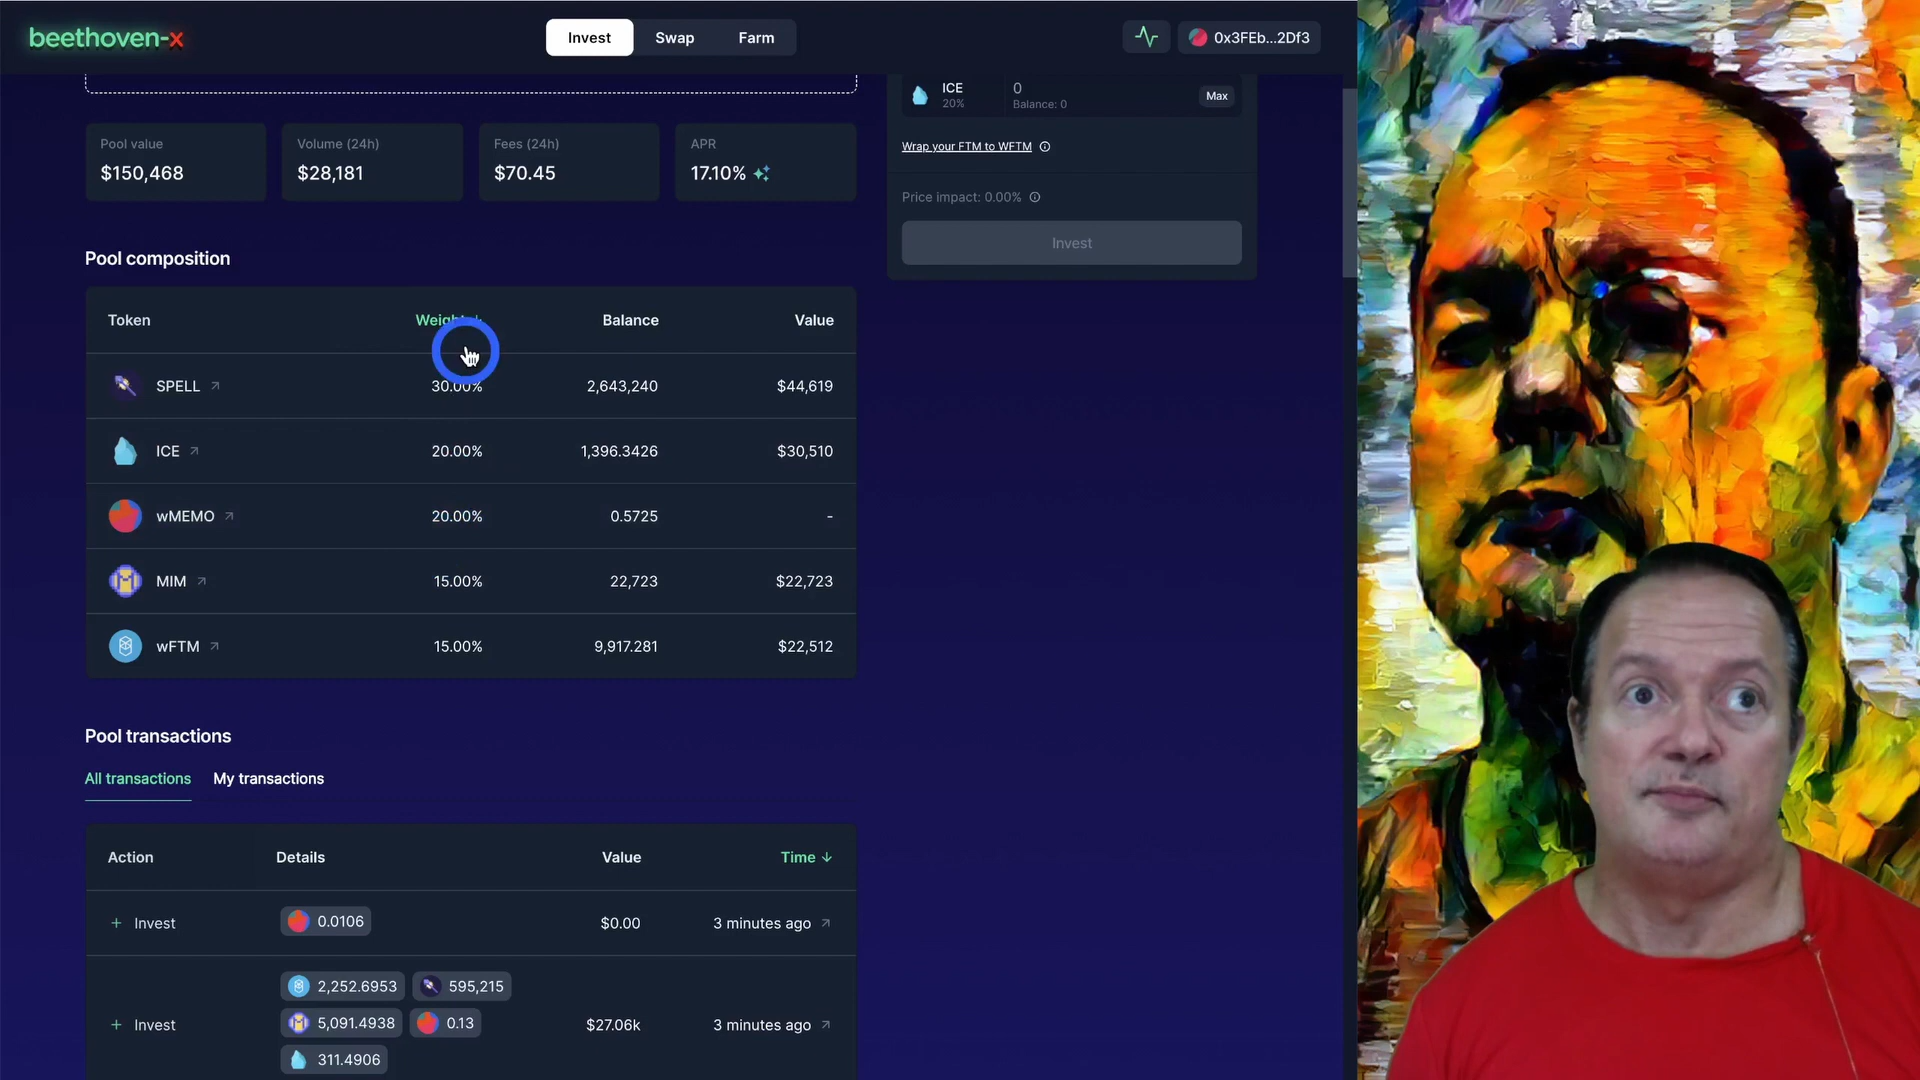 beethoven-x
Invest Swap Farm
0x3FEb...2Df3
ICE 0
20% Balance: 0 Max
Wrap your FTM to WFTM
Price impact: 0.00%
Invest
Pool value Volume (24h) Fees (24h) APR
$150,468 $28,181 $70.45 17.10%
Pool composition
Token Balance Value
SPELL 30.00% 2,643,240 $44,619
ICE 20.00% 1,396.3426 $30,510
wMEMO 20.00% 0.5725 -
MIM 15.00% 22,723 $22,723
wFTM 15.00% 9,917.281 $22,512
Pool transactions
All transactions My transactions
Action Details Value Time ↓
+ Invest 0.0106 $0.00 3 minutes ago
2,252.6953 595,215
+ Invest 5,091.4938 0.13 $27.06k 3 minutes ago
311.4906